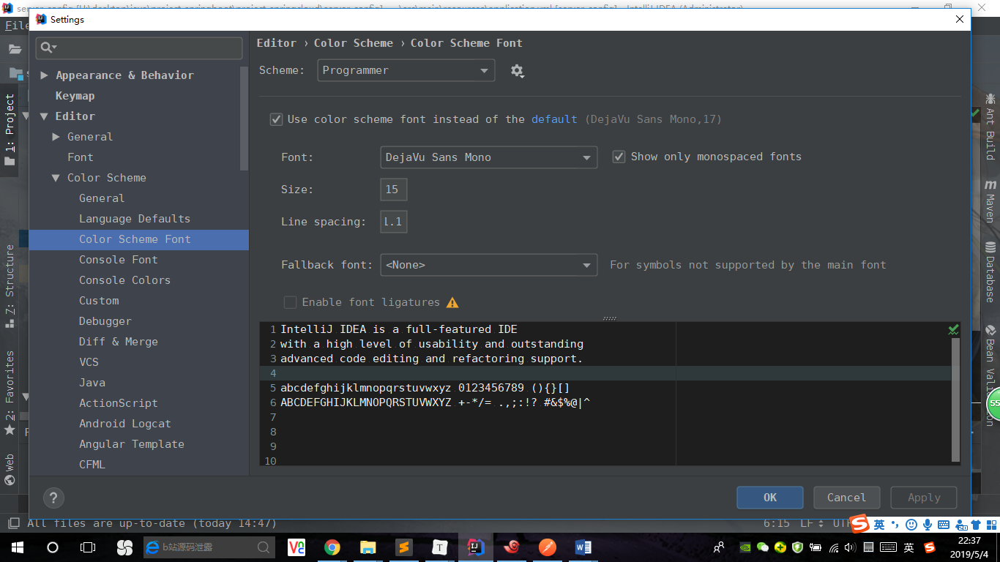 Settings
File
Editor › Color Scheme › Color Scheme Font
Scheme: Programmer
Appearance & Behavior
Keymap
Editor
General
Font
Color Scheme
General
Language Defaults
Color Scheme Font
Console Font
Console Colors
Custom
Debugger
Diff & Merge
VCS
Java
ActionScript
Android Logcat
Angular Template
CFML
Use color scheme font instead of the default (DejaVu Sans Mono,17)
Font: DejaVu Sans Mono Show only monospaced fonts
Size: 15
Line spacing: 1.1
Fallback font: <None> For symbols not supported by the main font
Enable font ligatures
1 IntelliJ IDEA is a full-featured IDE
2 with a high level of usability and outstanding
3 advanced code editing and refactoring support.
4
5 abcdefghijklmnopqrstuvwxyz 0123456789 (){}[]
6 ABCDEFGHIJKLMNOPQRSTUVWXYZ +-*/= .,;:!? #&$%@|^
7
8
9
10
? OK Cancel Apply
1: Project
Z: Structure
2: Favorites
Web
Ant Build
m Maven
Database
Bean Validation
55
All files are up-to-date (today 14:47)
6:15 LF UTF
S 英
b站源码泄露
VNC
T
IJ
W
英 S
22:37
2019/5/4